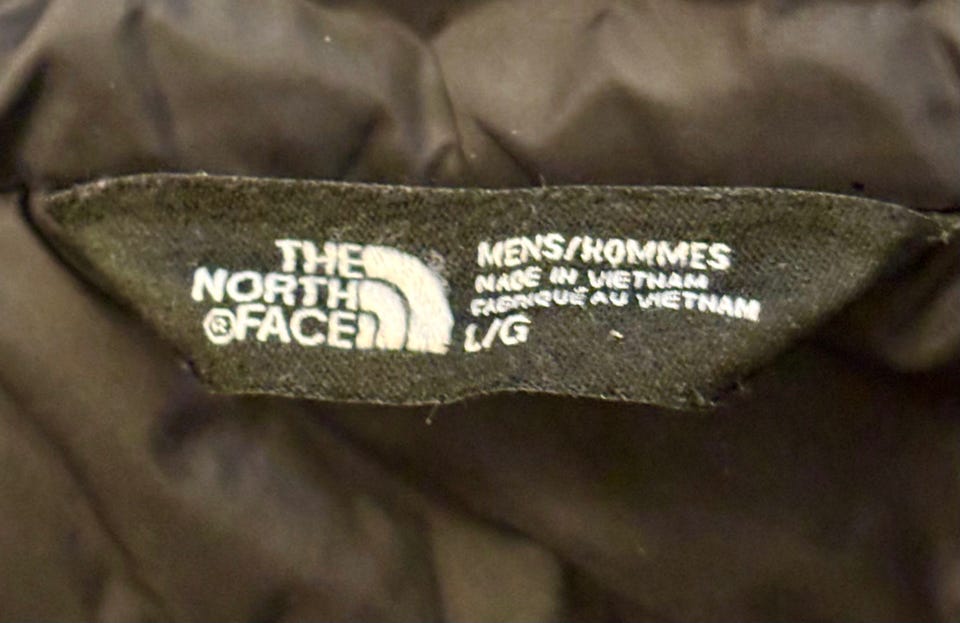 THE
NORTH
®FACE
MENS/HOMMES
MADE IN VIETNAM
FABRIQUÉ AU VIETNAM
L/G